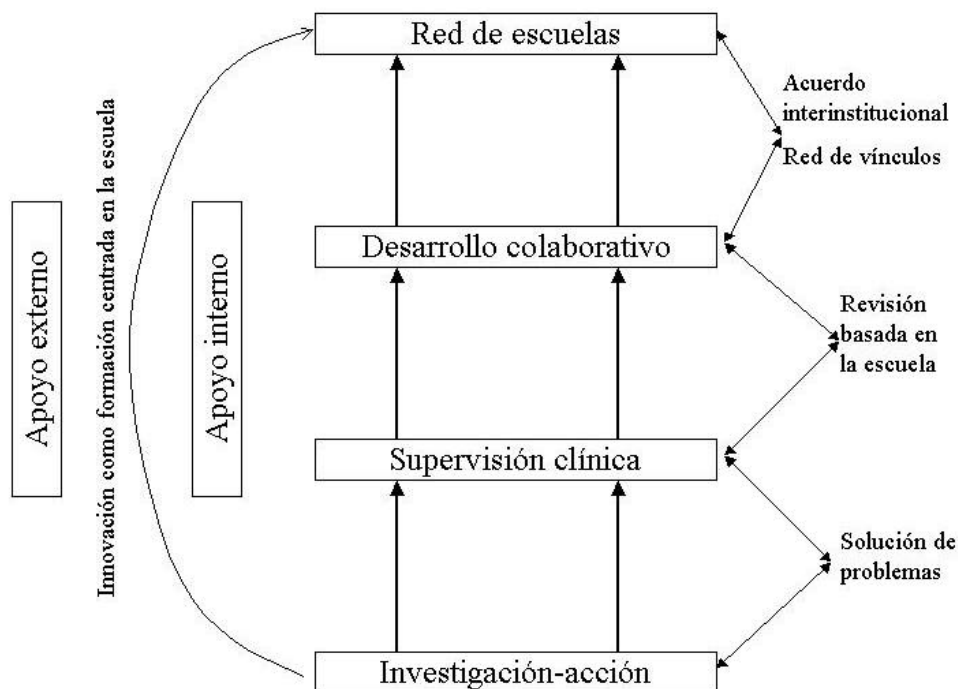 Red de escuelas
Acuerdo
interinstitucional
Red de vínculos
Apoyo externo
Innovación como formación centrada en la escuela
Apoyo interno
Desarrollo colaborativo
Revisión
basada en
la escuela
Supervisión clínica
Solución de
problemas
Investigación-acción